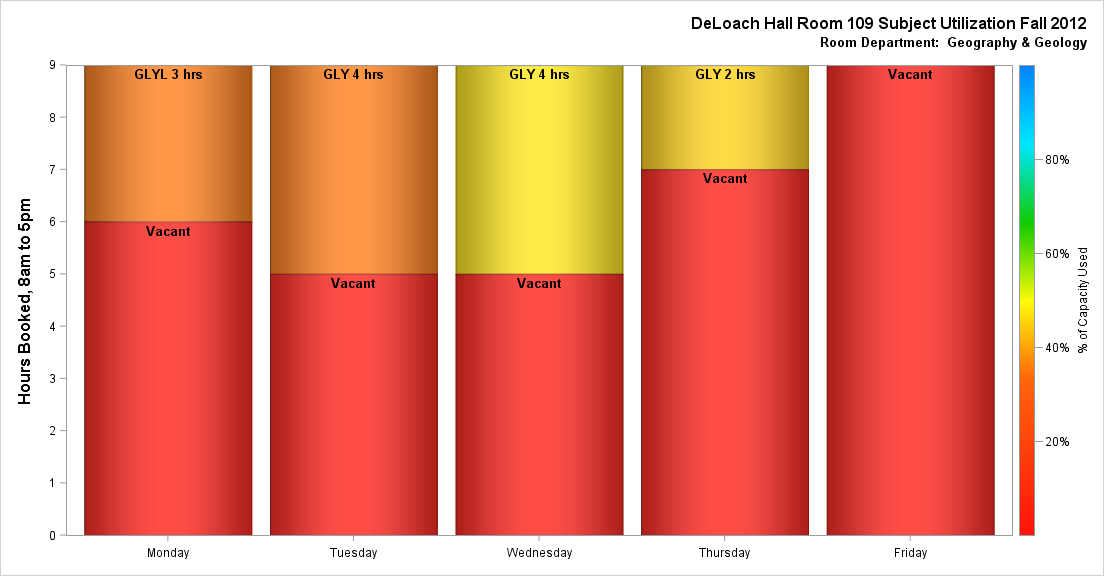 DeLoach Hall Room 109 Subject Utilization Fall 2012
Room Department:  Geography & Geology
Hours Booked, 8am to 5pm
9
8
7
6
5
4
3
2
1
0
GLYL 3 hrs
Vacant
GLY 4 hrs
Vacant
GLY 4 hrs
Vacant
GLY 2 hrs
Vacant
Vacant
Monday
Tuesday
Wednesday
Thursday
Friday
80%
60%
40%
20%
% of Capacity Used